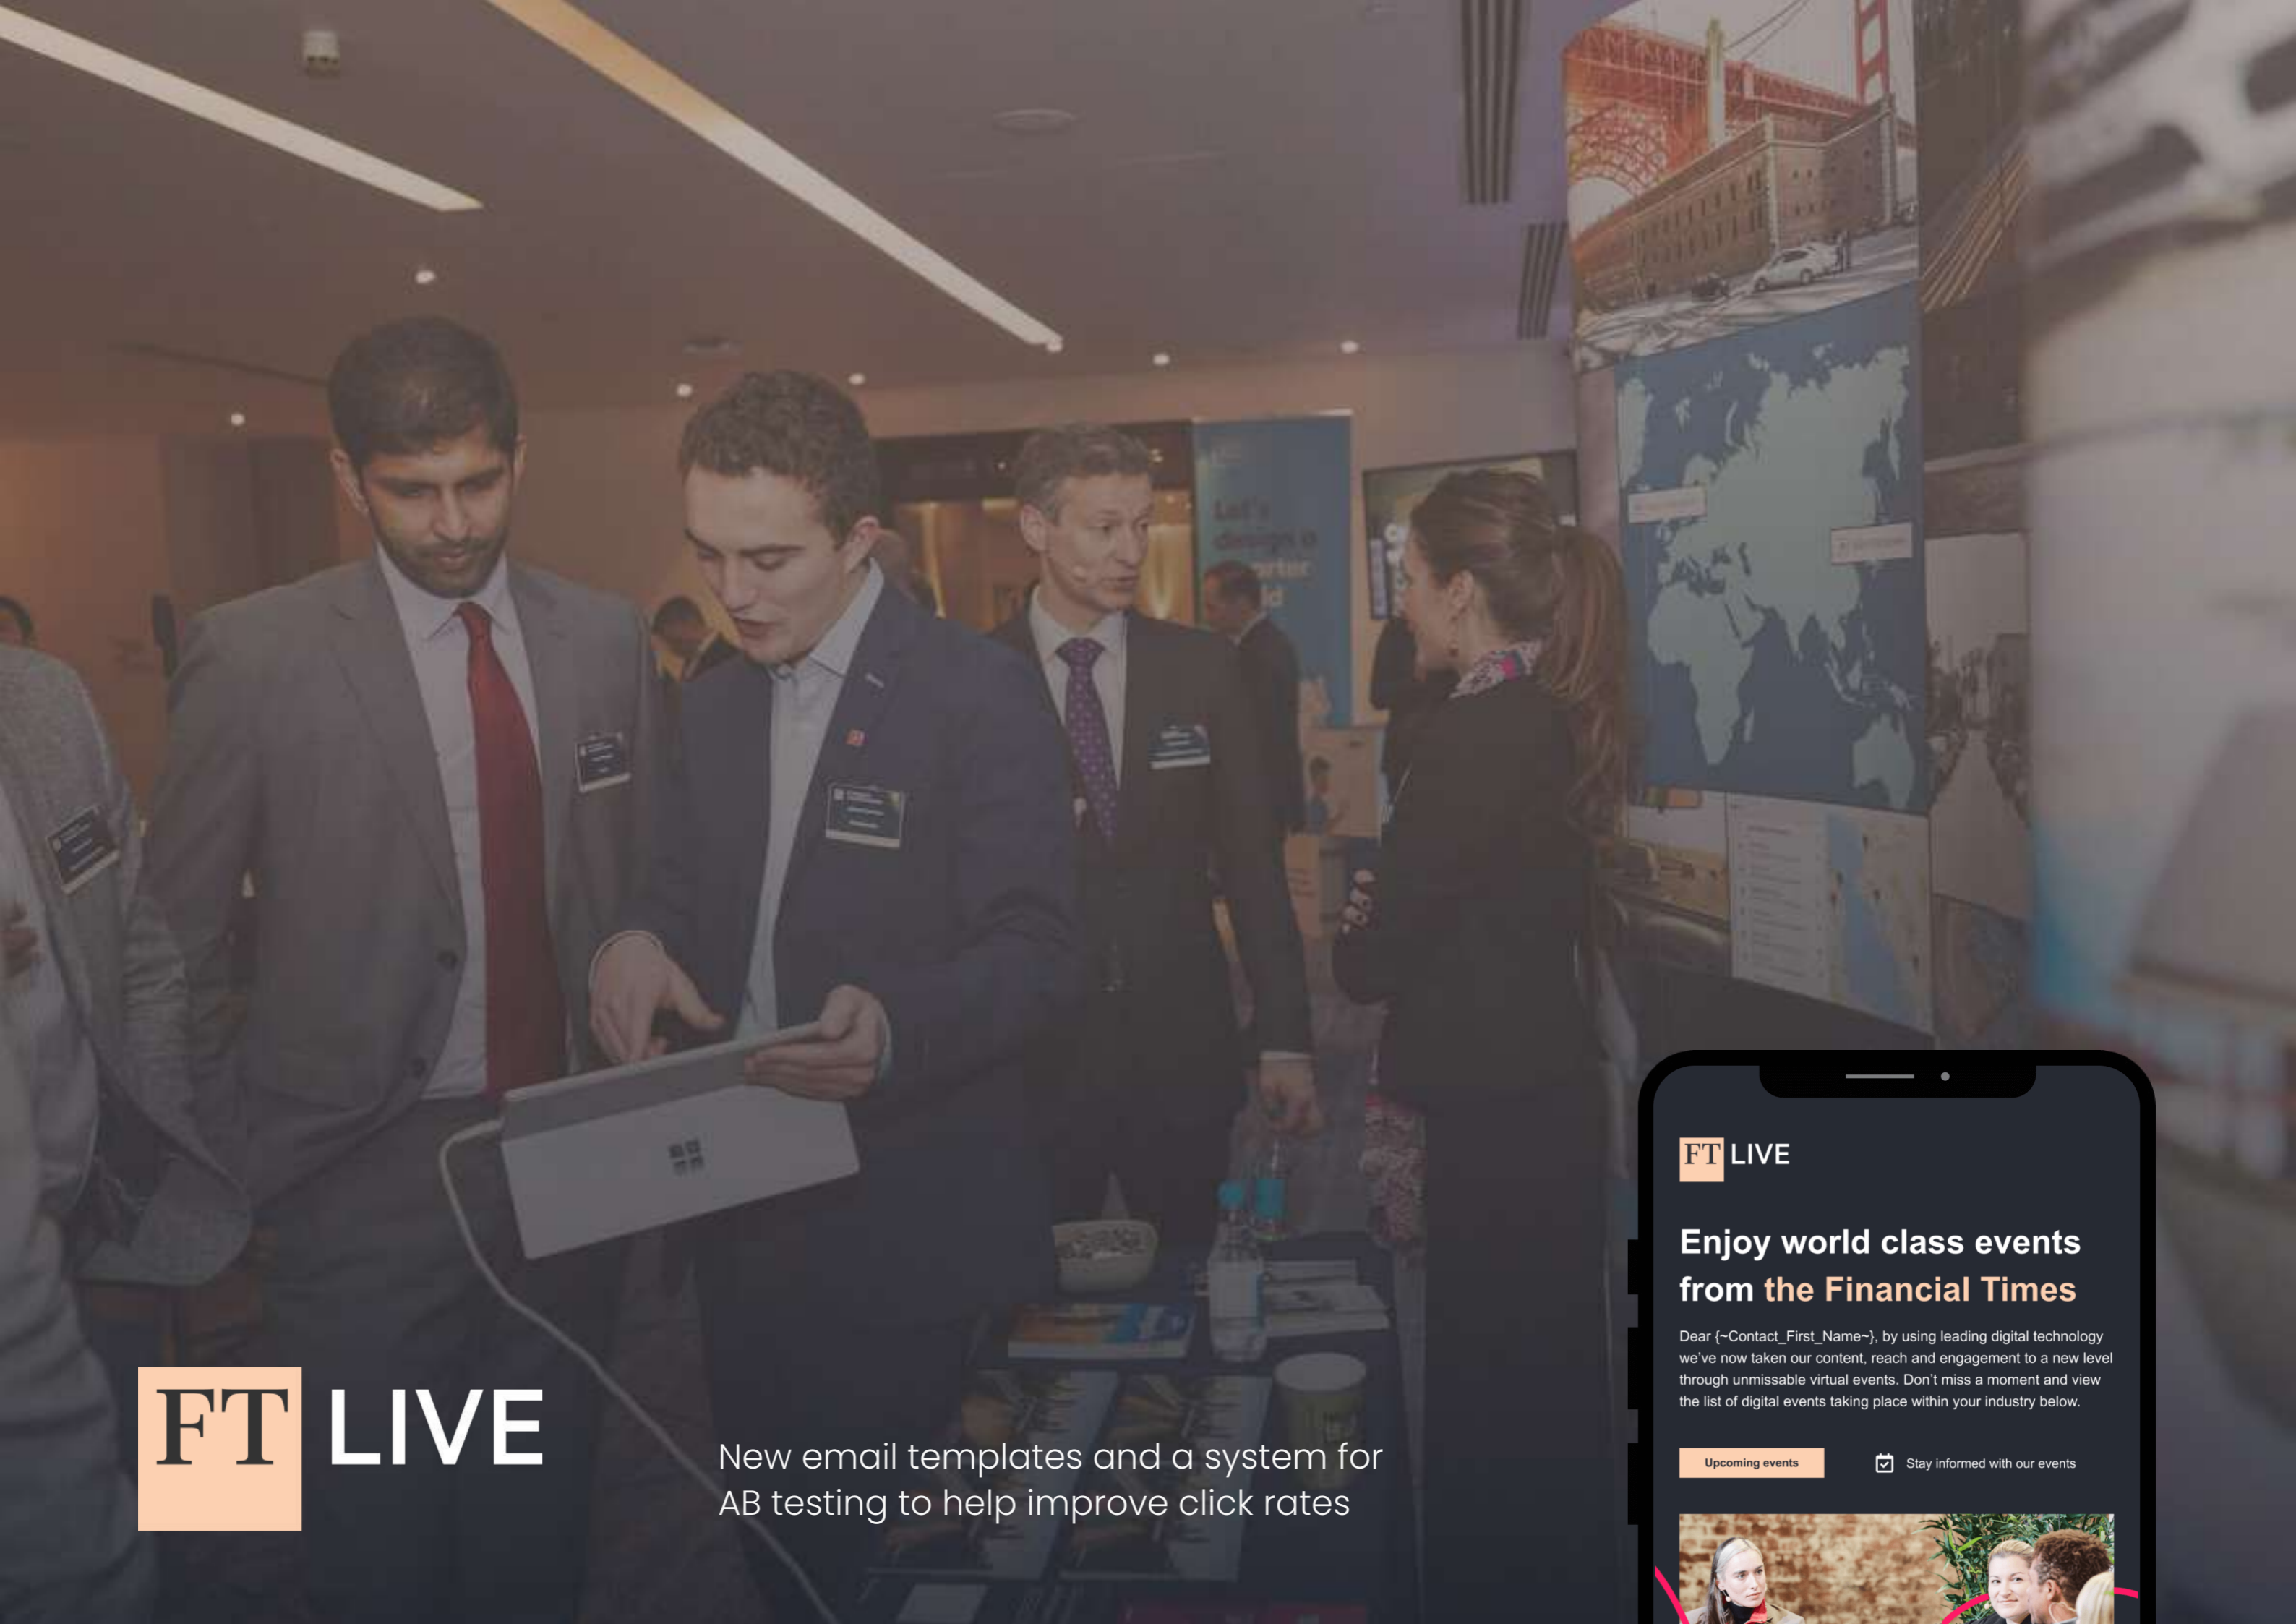 Let's
design a
FT LIVE
New email templates and a system for
AB testing to help improve click rates
FT LIVE
Enjoy world class events
from the Financial Times
Dear {~Contact_First_Name~}, by using leading digital technology
we've now taken our content, reach and engagement to a new level
through unmissable virtual events. Don't miss a moment and view
the list of digital events taking place within your industry below.
Upcoming events
Stay informed with our events